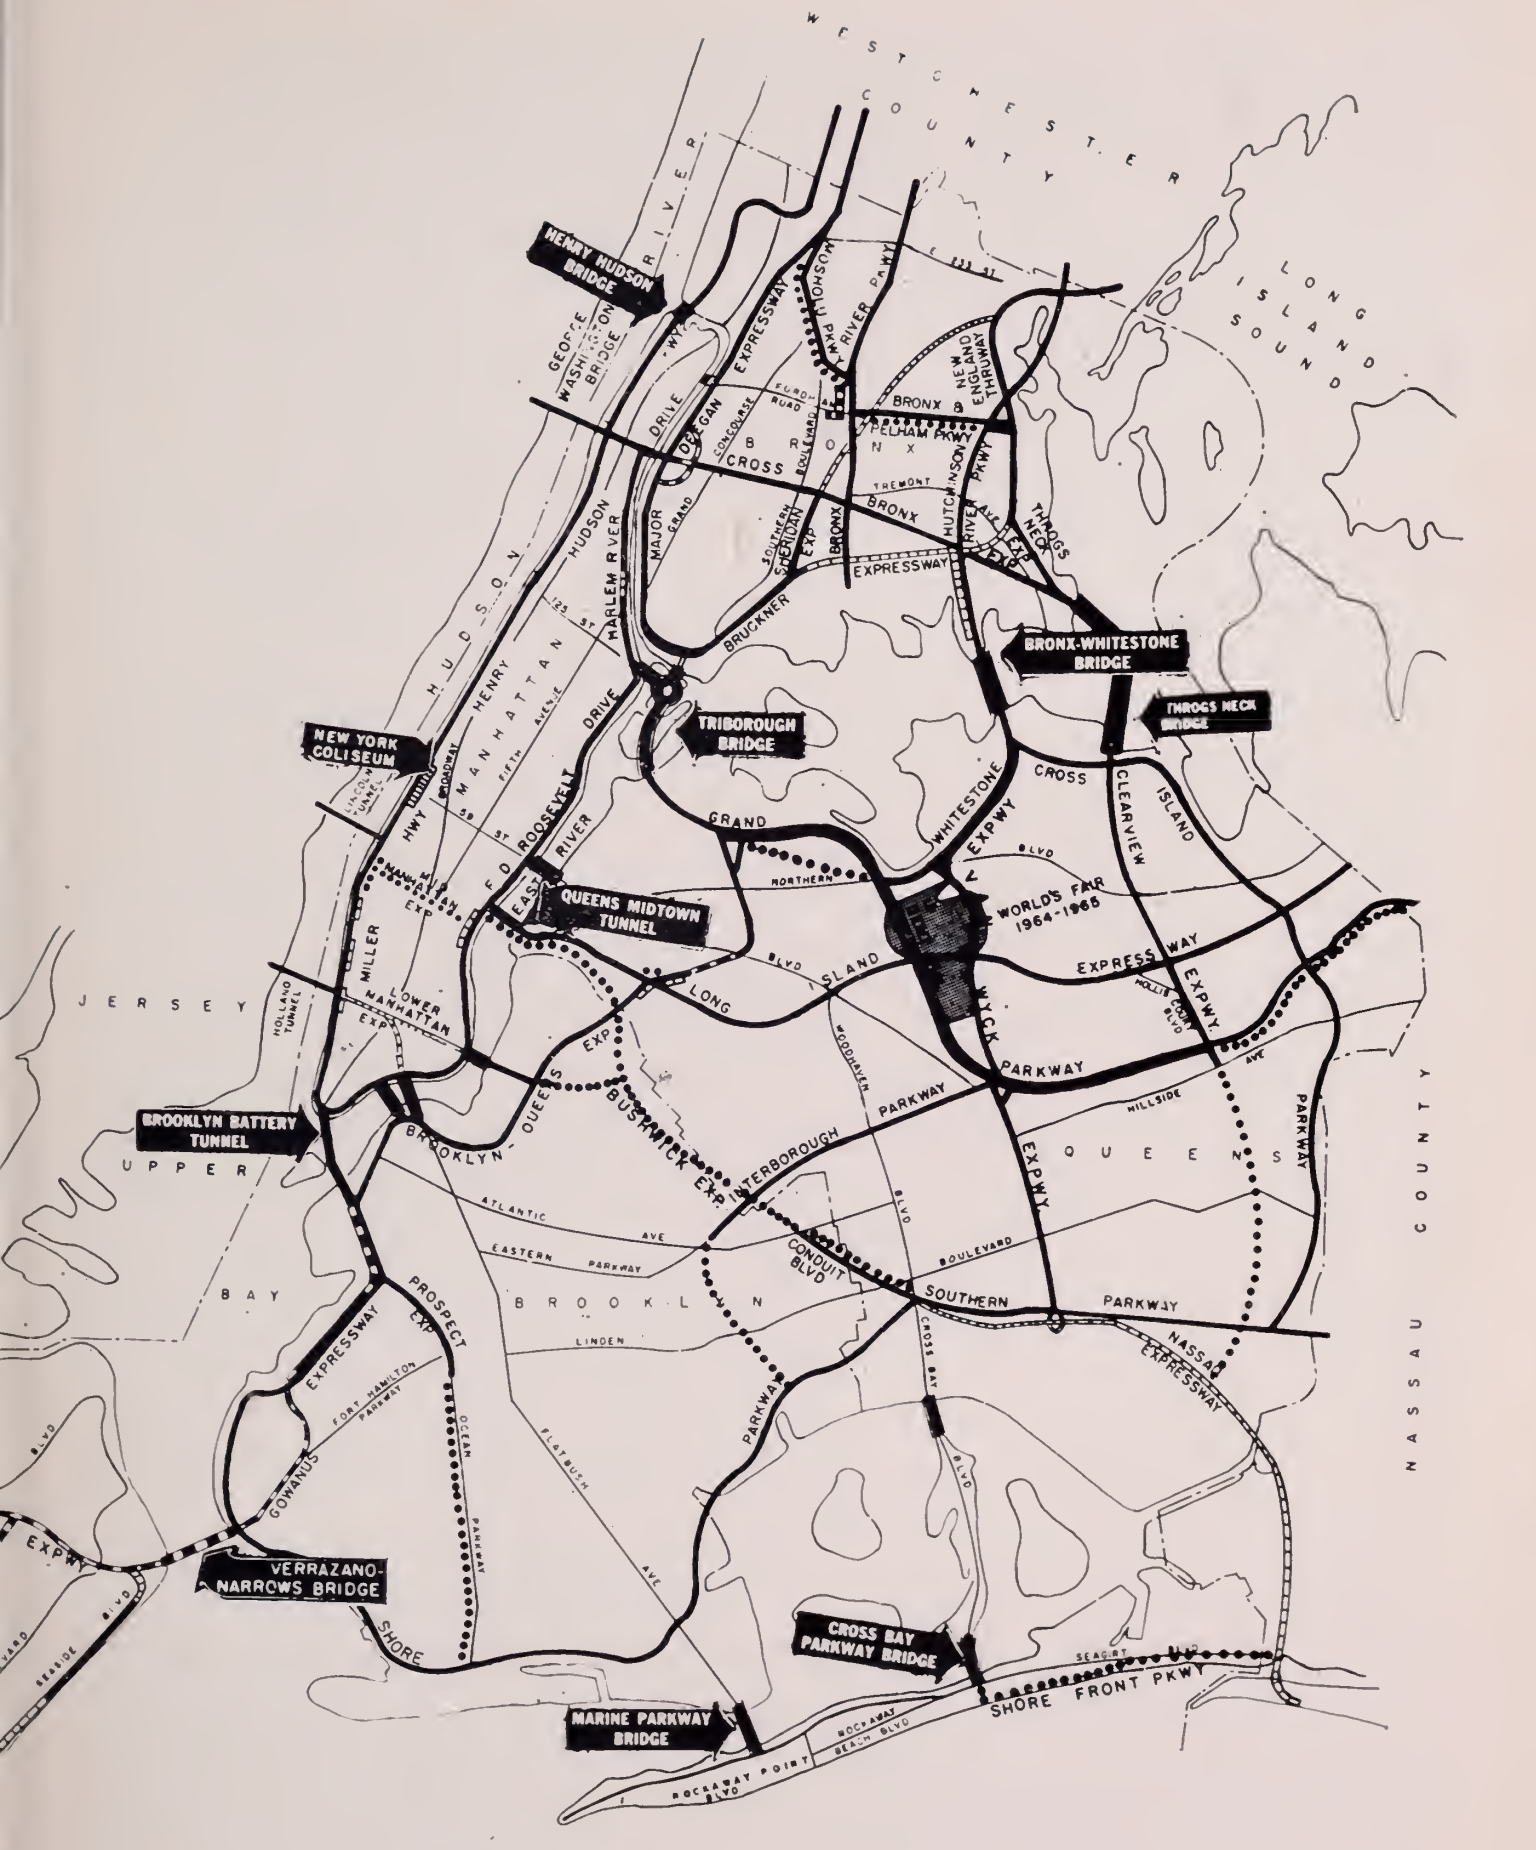 WESTCHESTER
COUNTY
RIVER
HENRY HUDSON
BRIDGE
LONG
ISLAND
SOUND
E 233 ST
MOSHOLU PKWY
RIVER PKWY
EXPRESSWAY
GEORGE
WASHINGTON
BRIDGE
NEW
ENGLAND
THRUWAY
DRIVE
DEEGAN
CONCOURSE
ROAD
BOULEVARD
BRONX &
PELHAM PKWY
BRONX
CROSS
TREMONT
AVE
BRONX
HUTCHINSON
RIVER PKWY
THROGS
NECK
EXP
EXP
HUDSON
HARLEM RIVER
MAJOR
GRAND
SOUTHERN
SHERIDAN
EXP
BRONX
EXPRESSWAY
BRUCKNER
125 ST
HUDSON
HENRY
MANHATTAN
FIFTH AVENUE
DRIVE
BRONX-WHITESTONE
BRIDGE
THROGS NECK
BRIDGE
TRIBOROUGH
BRIDGE
NEW YORK
COLISEUM
LINCOLN
TUNNEL
BROADWAY
HWY
59 ST
F D ROOSEVELT
EAST RIVER
GRAND
WHITESTONE
EXPWY
CROSS
ISLAND
CLEARVIEW
BLVD
NORTHERN
MID
MANHATTAN
EXP
QUEENS MIDTOWN
TUNNEL
WORLD'S FAIR
1964-1965
V
MILLER
LOWER
MANHATTAN
EXP
HOLLAND
TUNNEL
JERSEY
BLVD
LONG
SLAND
EXPRESS WAY
EXPWY.
HOLLIS COURT
BLVD
WYCK
WOODHAVEN
EXP
PARKWAY
PARKWAY
AVE
HILLSIDE
QUEENS
PARKWAY
NASSAU COUNTY
BROOKLYN BATTERY
TUNNEL
UPPER
BAY
BROOKLYN-QUEENS
BUSHWICK EXP.
INTERBOROUGH
EXPWY.
BLVD
ATLANTIC
AVE
EASTERN
PARKWAY
CONDUIT
BLVD
BOULEVARD
SOUTHERN
PARKWAY
BROOKLYN
LINDEN
PROSPECT
EXP
EXPRESSWAY
FORT HAMILTON
PARKWAY
GOWANUS
OCEAN
PARKWAY
FLATBUSH
AVE
PARKWAY
CROSS BAY
BLVD
NASSAU
EXPRESSWAY
BLVD
EXPWY
VERRAZANO-
NARROWS BRIDGE
BLVD
SEASIDE
SHORE
CROSS BAY
PARKWAY BRIDGE
SEAGIRT BLVD
SHORE FRONT PKWY
MARINE PARKWAY
BRIDGE
ROCKAWAY
BEACH BLVD
ROCKAWAY POINT
BLVD